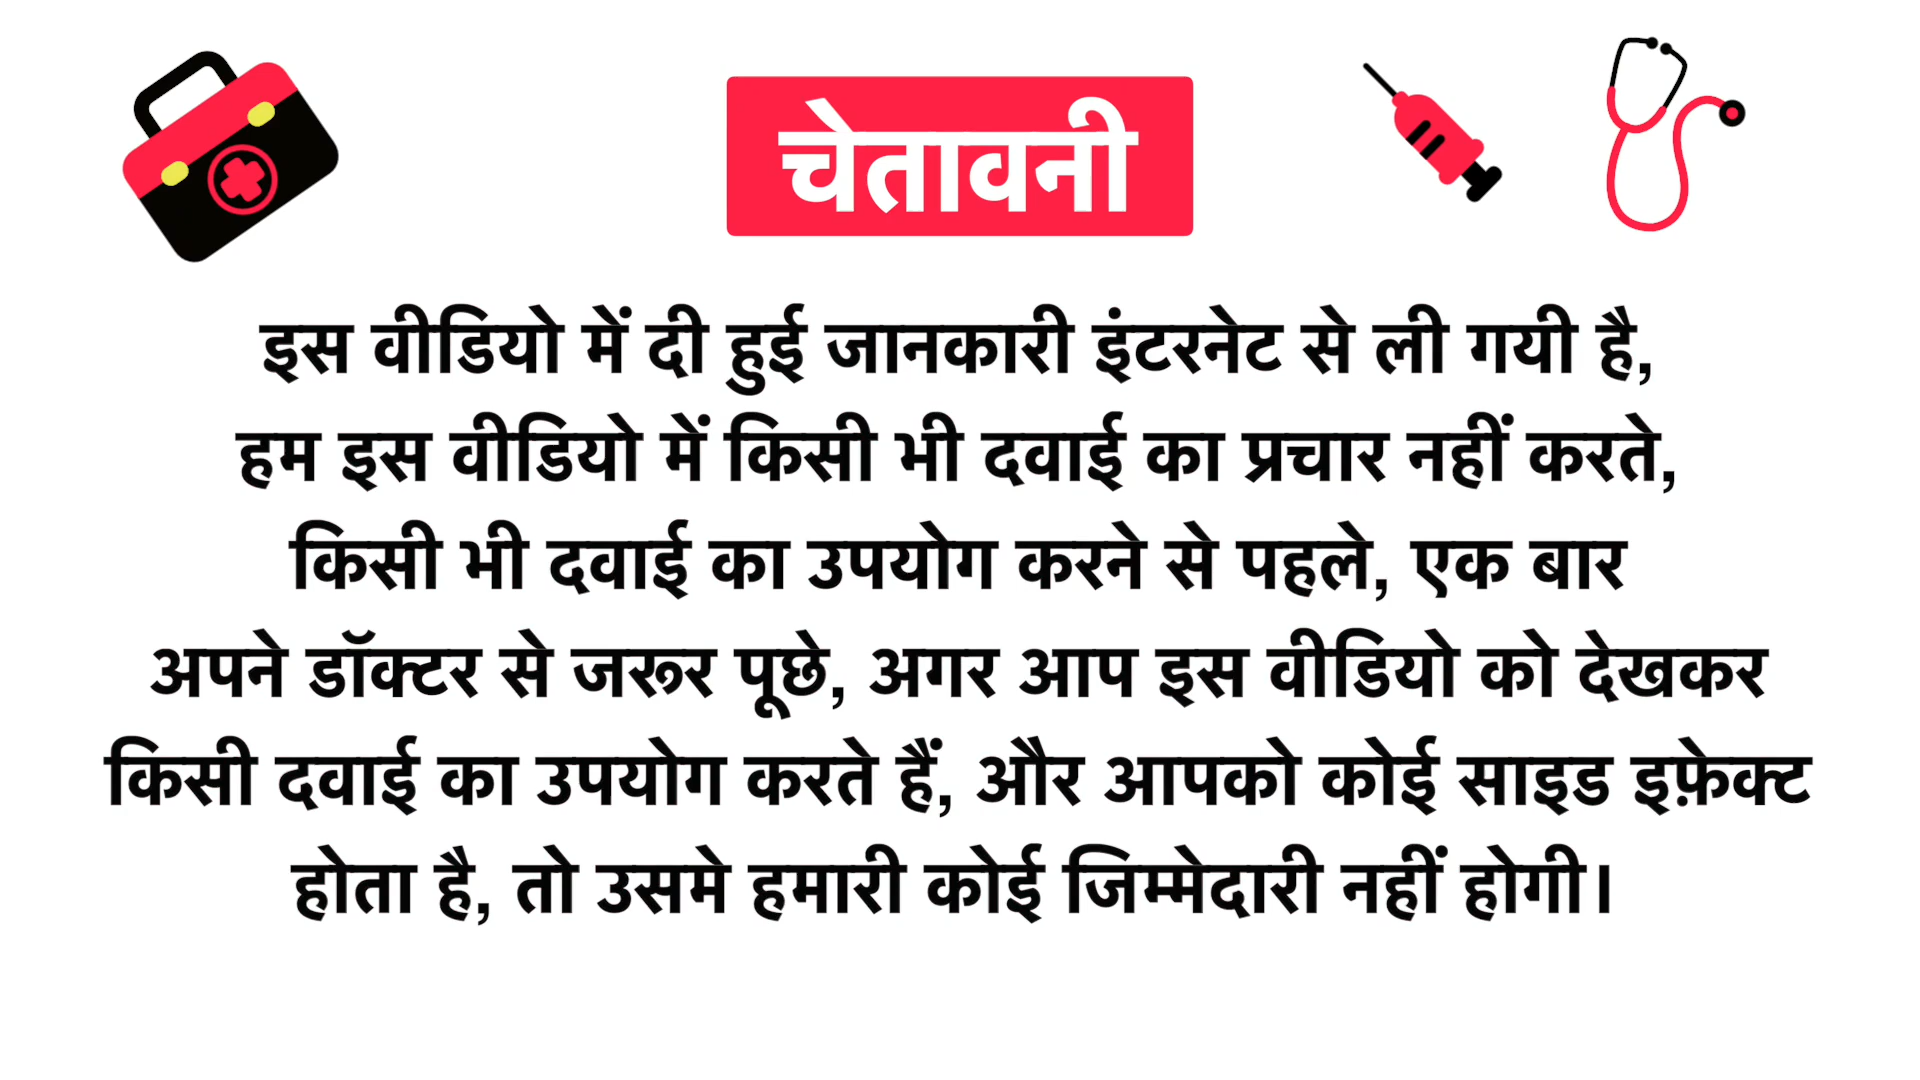 चेतावनी
इस वीडियो में दी हुई जानकारी इंटरनेट से ली गयी है,
हम इस वीडियो में किसी भी दवाई का प्रचार नहीं करते,
किसी भी दवाई का उपयोग करने से पहले, एक बार
अपने डॉक्टर से जरूर पूछे, अगर आप इस वीडियो को देखकर
किसी दवाई का उपयोग करते हैं, और आपको कोई साइड इफ़ेक्ट
होता है, तो उसमे हमारी कोई जिम्मेदारी नहीं होगी।